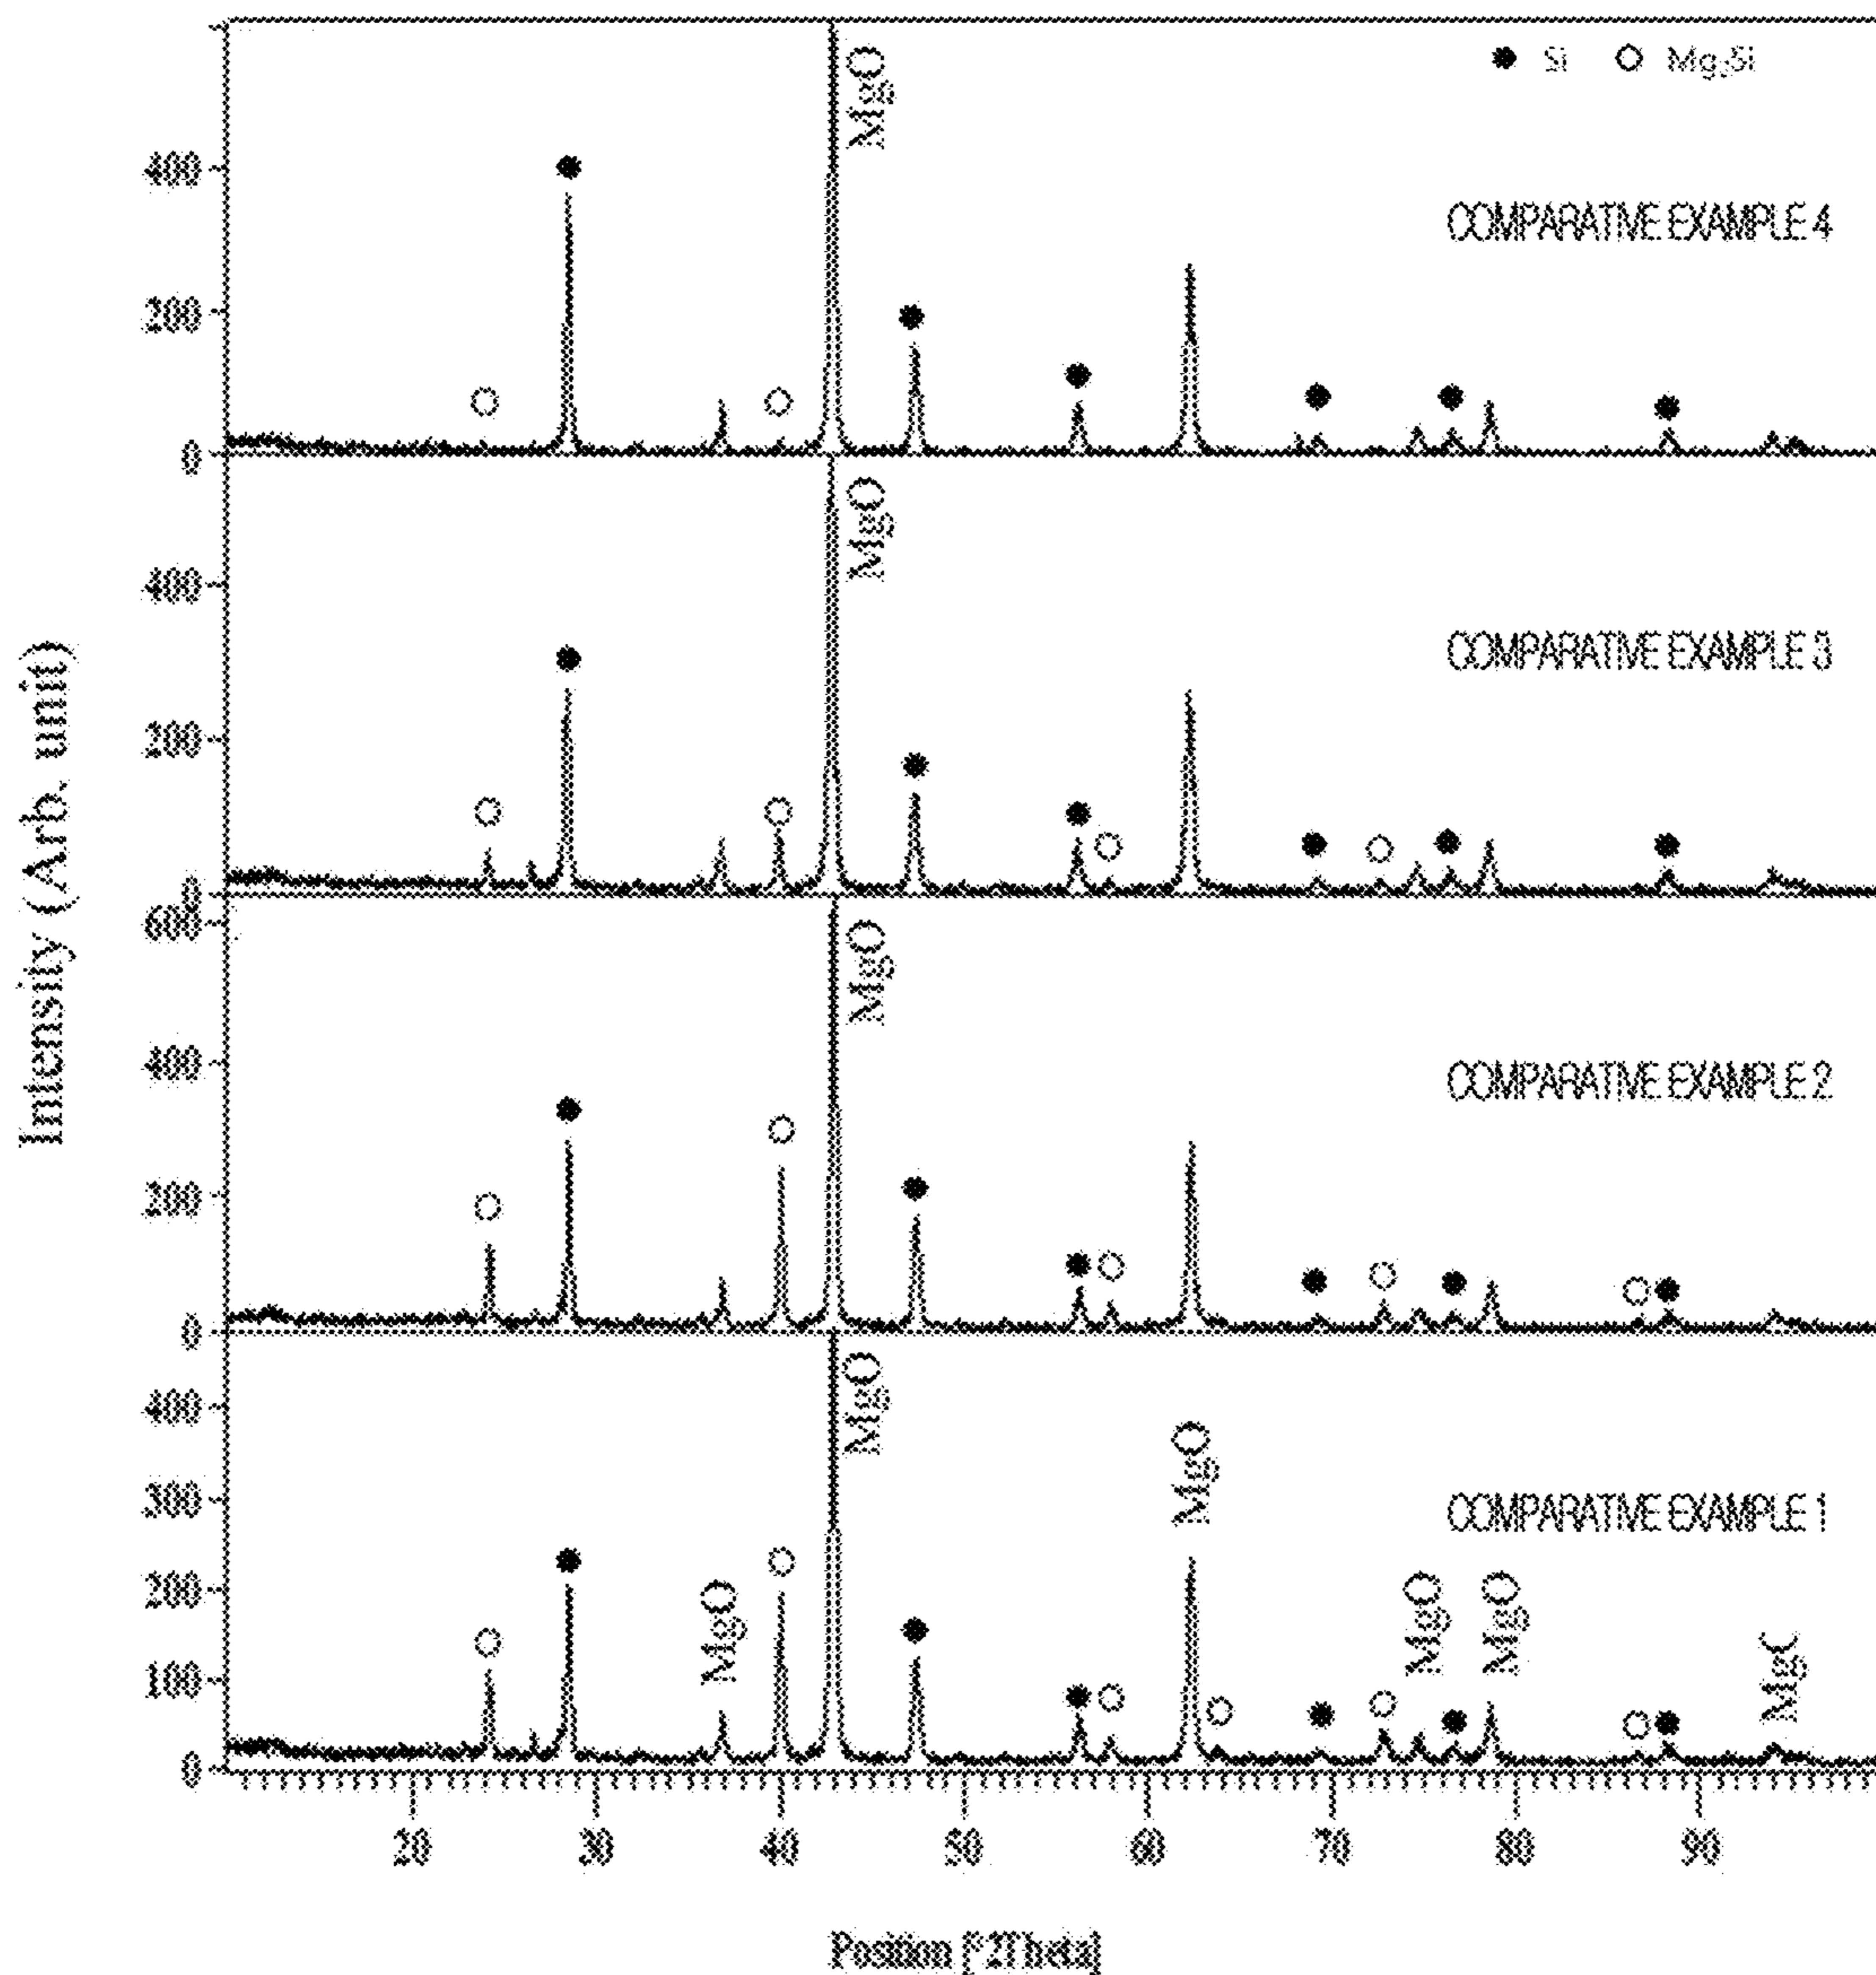 Si Mg₂Si
MgO
COMPARATIVE EXAMPLE 4
400
200
0
MgO
COMPARATIVE EXAMPLE 3
400
200
0
MgO
COMPARATIVE EXAMPLE 2
600
400
200
0
MgO
MgO
COMPARATIVE EXAMPLE 1
MgO
MgO
MgO
MgC
400
300
200
100
0
20 30 40 50 60 70 80 90
Position [°2Theta]
Intensity (Arb. unit)